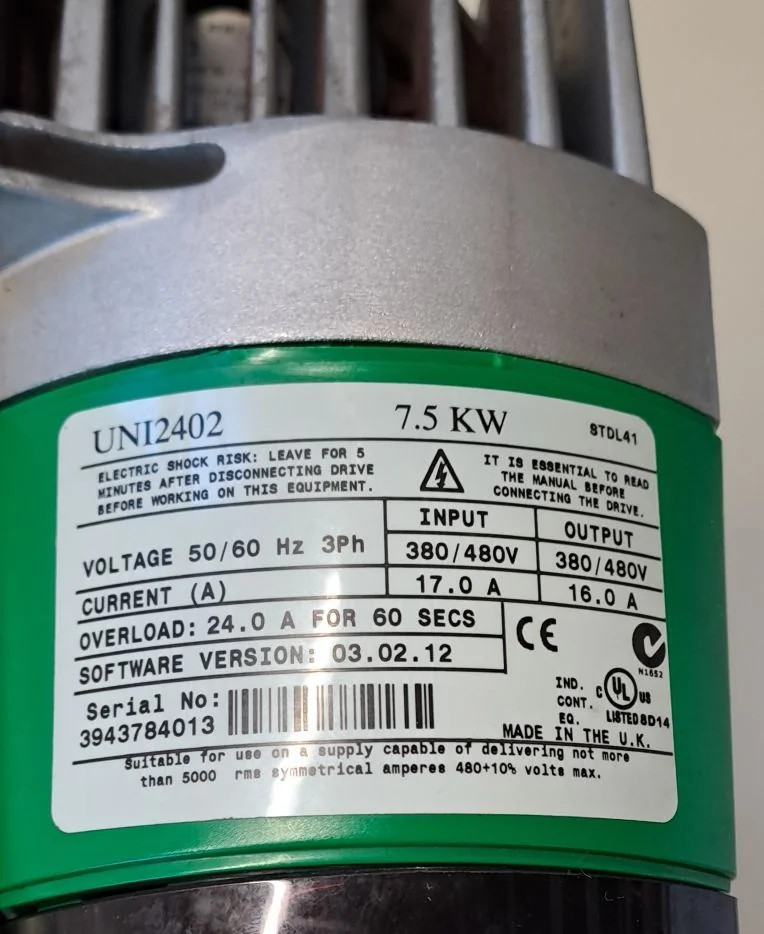 UNI2402 7.5 KW STDL41
ELECTRIC SHOCK RISK: LEAVE FOR 5
MINUTES AFTER DISCONNECTING DRIVE
BEFORE WORKING ON THIS EQUIPMENT.
IT IS ESSENTIAL TO READ
THE MANUAL BEFORE
CONNECTING THE DRIVE.
INPUT OUTPUT
VOLTAGE 50/60 Hz 3Ph 380/480V 380/480V
CURRENT (A) 17.0 A 16.0 A
OVERLOAD: 24.0 A FOR 60 SECS
SOFTWARE VERSION: 03.02.12
CE
N1652
Serial No:
3943784013
IND.
CONT.
EQ.
C UL US
LISTED 8D14
MADE IN THE U.K.
Suitable for use on a supply capable of delivering not more
than 5000 rms symmetrical amperes 480+10% volts max.